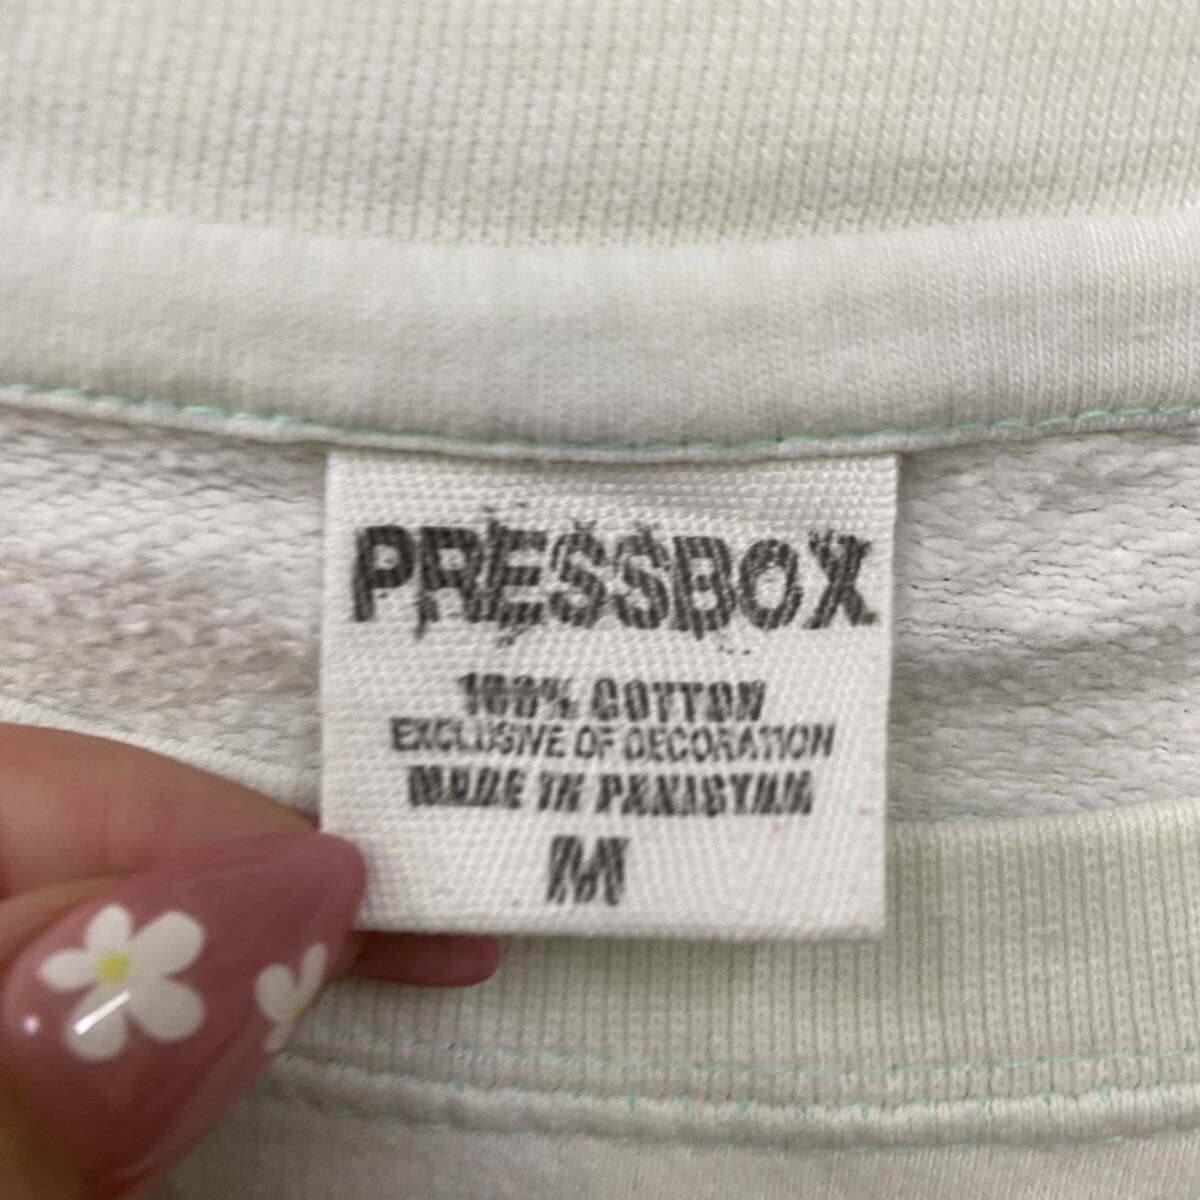 PRESSBOX
100% COTTON
EXCLUSIVE OF DECORATION
MADE IN PAKISTAN
M